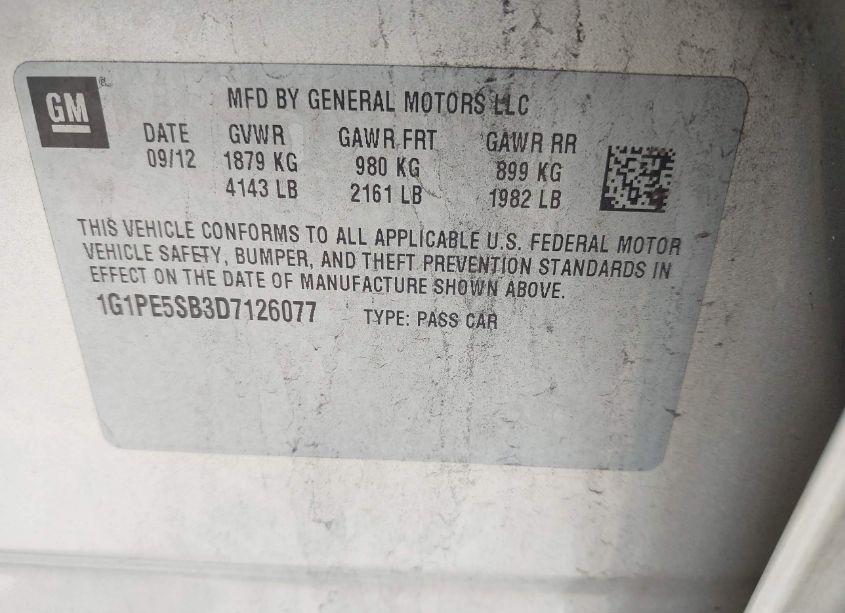 GM
MFD BY GENERAL MOTORS LLC
DATE GVWR GAWR FRT GAWR RR
09/12 1879 KG 980 KG 899 KG
4143 LB 2161 LB 1982 LB
THIS VEHICLE CONFORMS TO ALL APPLICABLE U.S. FEDERAL MOTOR
VEHICLE SAFETY, BUMPER, AND THEFT PREVENTION STANDARDS IN
EFFECT ON THE DATE OF MANUFACTURE SHOWN ABOVE.
1G1PE5SB3D7126077 TYPE: PASS CAR